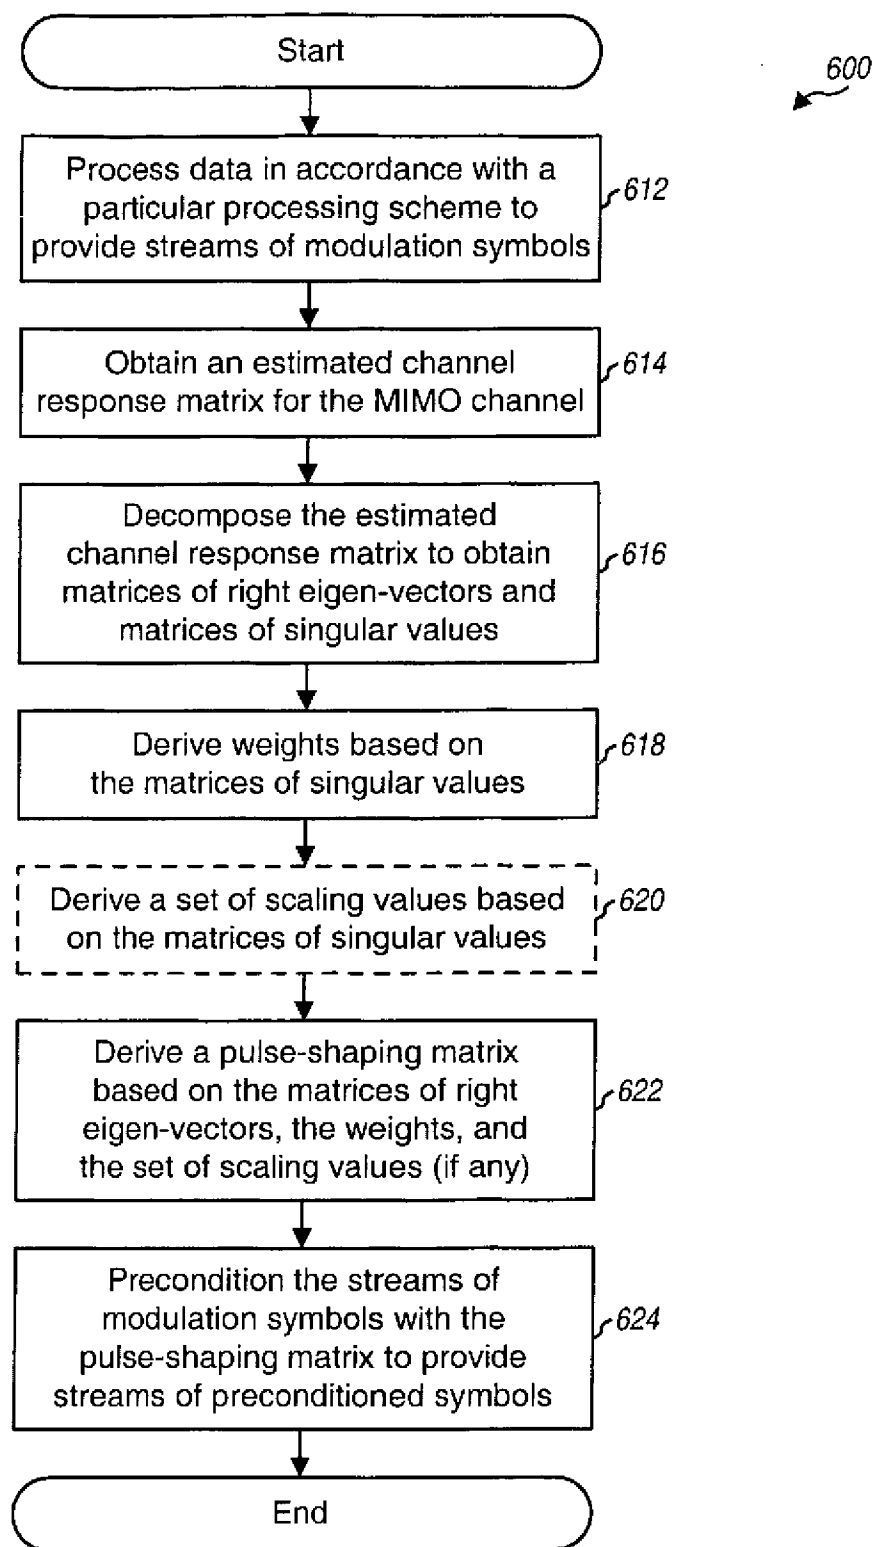 Start
600
Process data in accordance with a
particular processing scheme to
provide streams of modulation symbols
612
Obtain an estimated channel
response matrix for the MIMO channel
614
Decompose the estimated
channel response matrix to obtain
matrices of right eigen-vectors and
matrices of singular values
616
Derive weights based on
the matrices of singular values
618
Derive a set of scaling values based
on the matrices of singular values
620
Derive a pulse-shaping matrix
based on the matrices of right
eigen-vectors, the weights, and
the set of scaling values (if any)
622
Precondition the streams of
modulation symbols with the
pulse-shaping matrix to provide
streams of preconditioned symbols
624
End